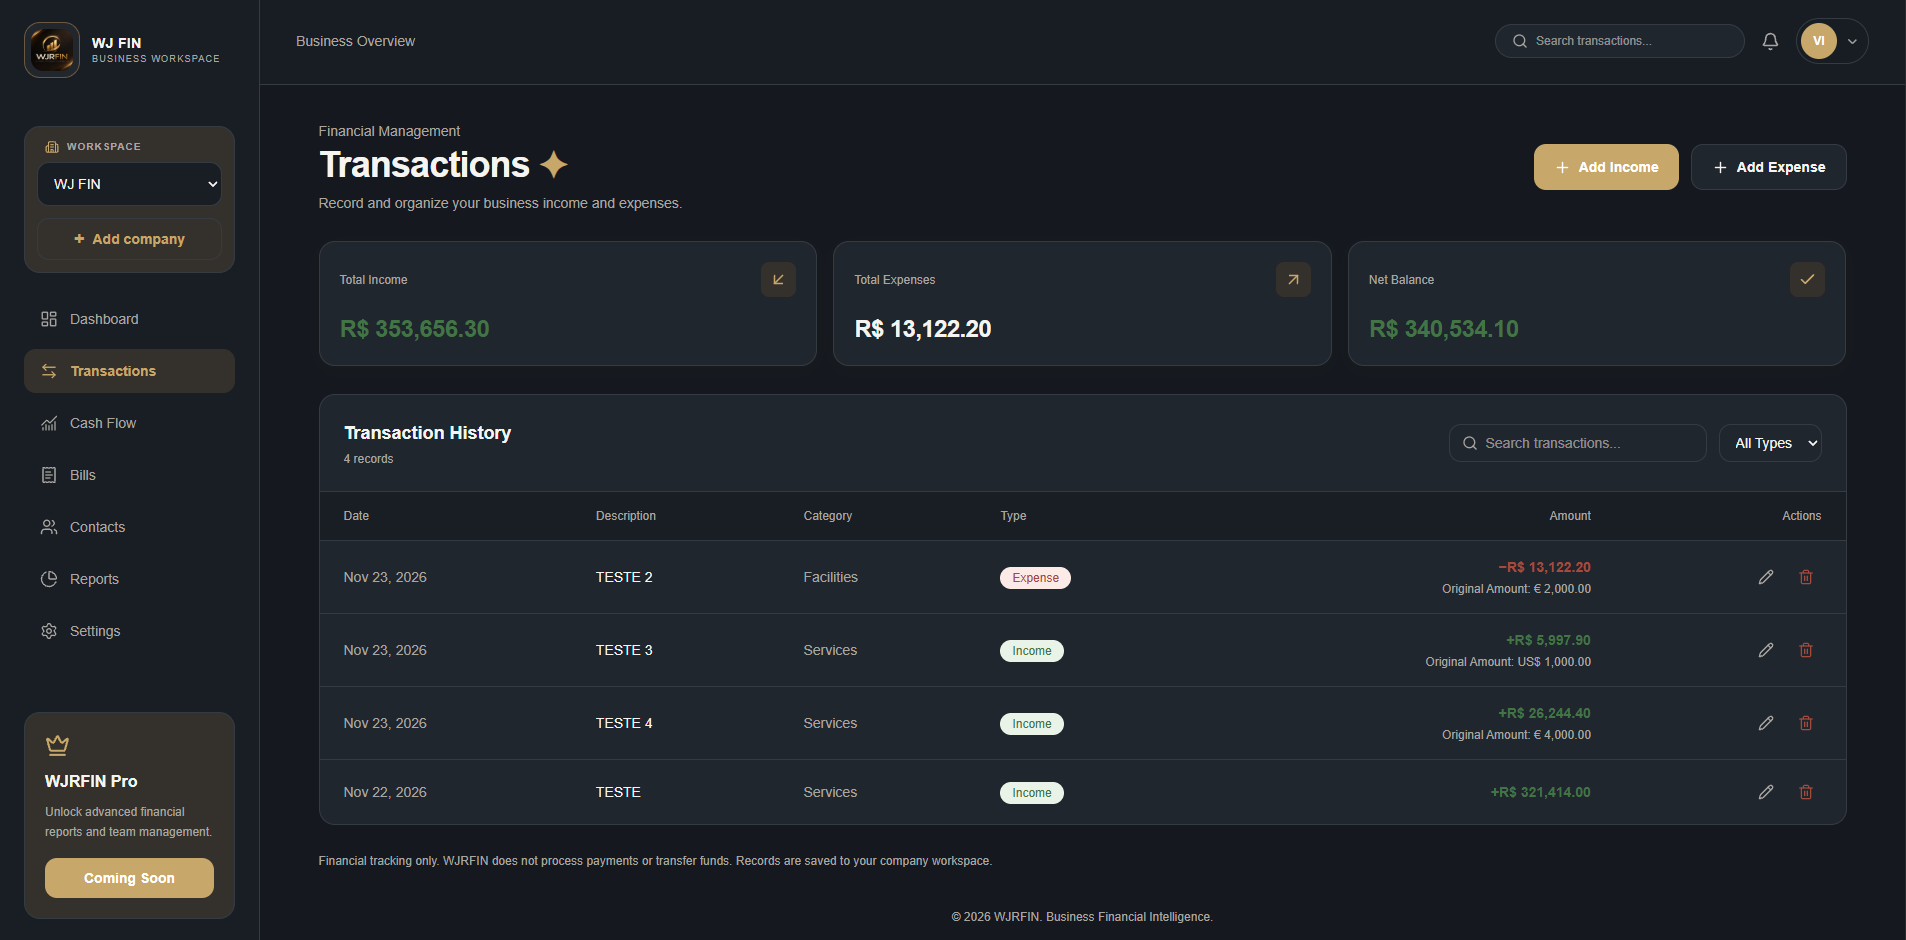 WJRFIN
WJ FIN
BUSINESS WORKSPACE
Business Overview
Search transactions...
VI
WORKSPACE
WJ FIN
+ Add company
Dashboard
Transactions
Cash Flow
Bills
Contacts
Reports
Settings
WJRFIN Pro
Unlock advanced financial
reports and team management.
Coming Soon
Financial Management
Transactions
Record and organize your business income and expenses.
+ Add Income
+ Add Expense
Total Income
R$ 353,656.30
Total Expenses
R$ 13,122.20
Net Balance
R$ 340,534.10
Transaction History
4 records
Search transactions...
All Types
Date Description Category Type Amount Actions
Nov 23, 2026 TESTE 2 Facilities Expense −R$ 13,122.20
Original Amount: € 2,000.00
Nov 23, 2026 TESTE 3 Services Income +R$ 5,997.90
Original Amount: US$ 1,000.00
Nov 23, 2026 TESTE 4 Services Income +R$ 26,244.40
Original Amount: € 4,000.00
Nov 22, 2026 TESTE Services Income +R$ 321,414.00
Financial tracking only. WJRFIN does not process payments or transfer funds. Records are saved to your company workspace.
© 2026 WJRFIN. Business Financial Intelligence.